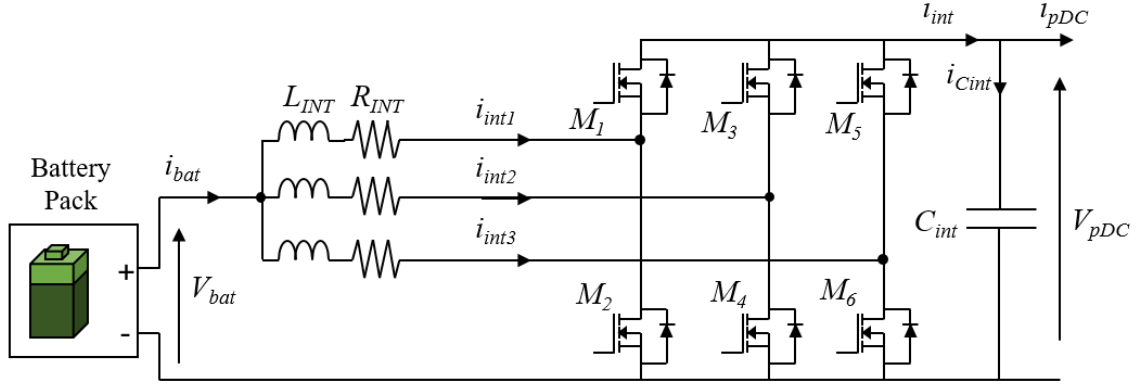 i_int
i_pDC
i_Cint
L_INT
R_INT
i_int1
M_1
M_3
M_5
Battery
Pack
i_bat
i_int2
C_int
V_pDC
i_int3
+
V_bat
M_2
M_4
M_6
-